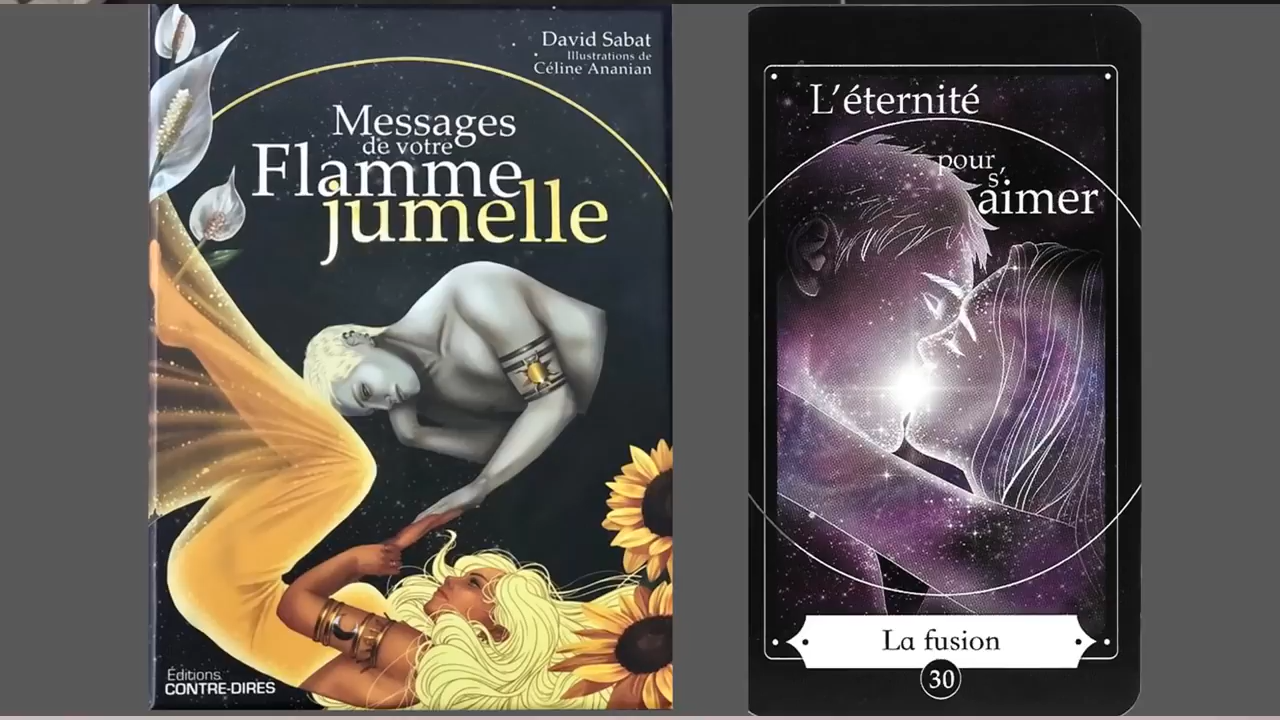 David Sabat
Illustrations de
Céline Ananian
Messages
de votre
Flamme
jumelle
Éditions
CONTRE-DIRES
L'éternité
pour
s'
aimer
La fusion
30